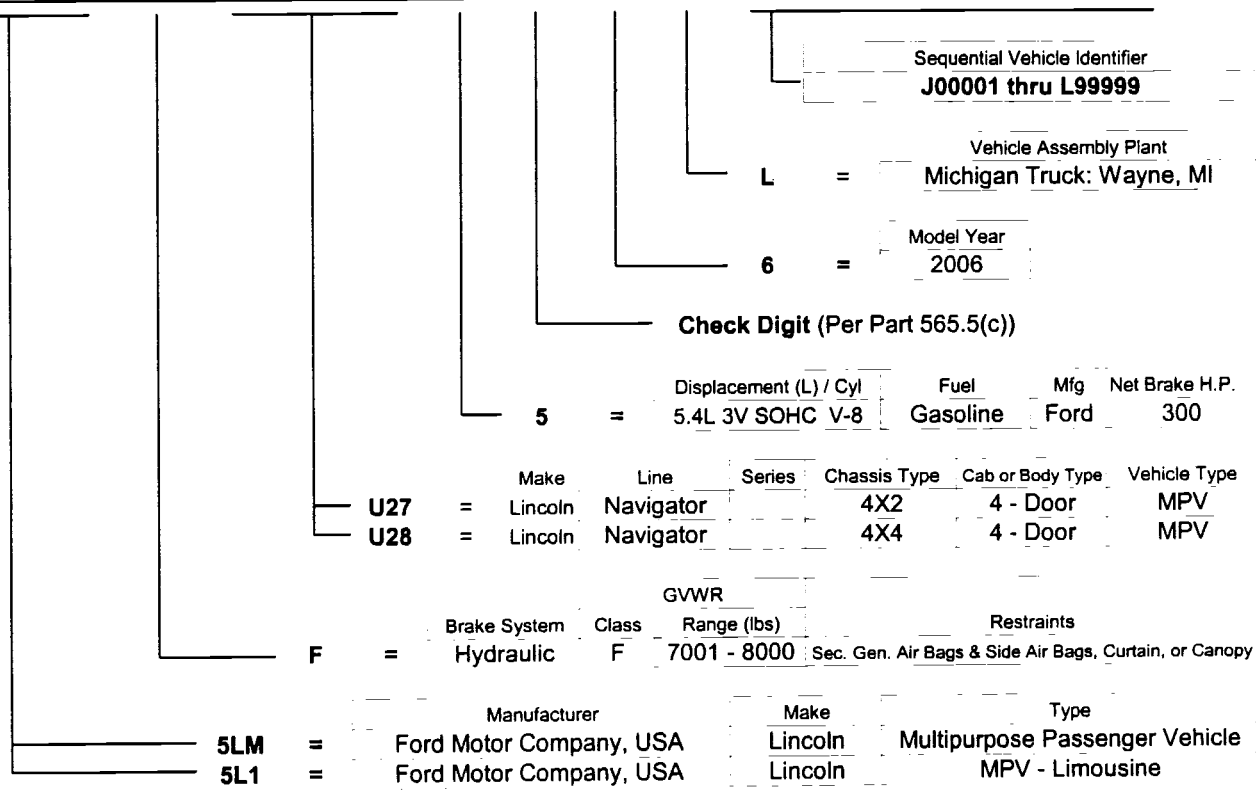 Sequential Vehicle Identifier
J00001 thru L99999
Vehicle Assembly Plant
L = Michigan Truck: Wayne, MI
Model Year
6 = 2006
Check Digit (Per Part 565.5(c))
Displacement (L) / Cyl Fuel Mfg Net Brake H.P.
5 = 5.4L 3V SOHC V-8 Gasoline Ford 300
Make Line Series Chassis Type Cab or Body Type Vehicle Type
U27 = Lincoln Navigator 4X2 4 - Door MPV
U28 = Lincoln Navigator 4X4 4 - Door MPV
GVWR
Brake System Class Range (lbs) Restraints
F = Hydraulic F 7001 - 8000 Sec. Gen. Air Bags & Side Air Bags, Curtain, or Canopy
Manufacturer Make Type
5LM = Ford Motor Company, USA Lincoln Multipurpose Passenger Vehicle
5L1 = Ford Motor Company, USA Lincoln MPV - Limousine